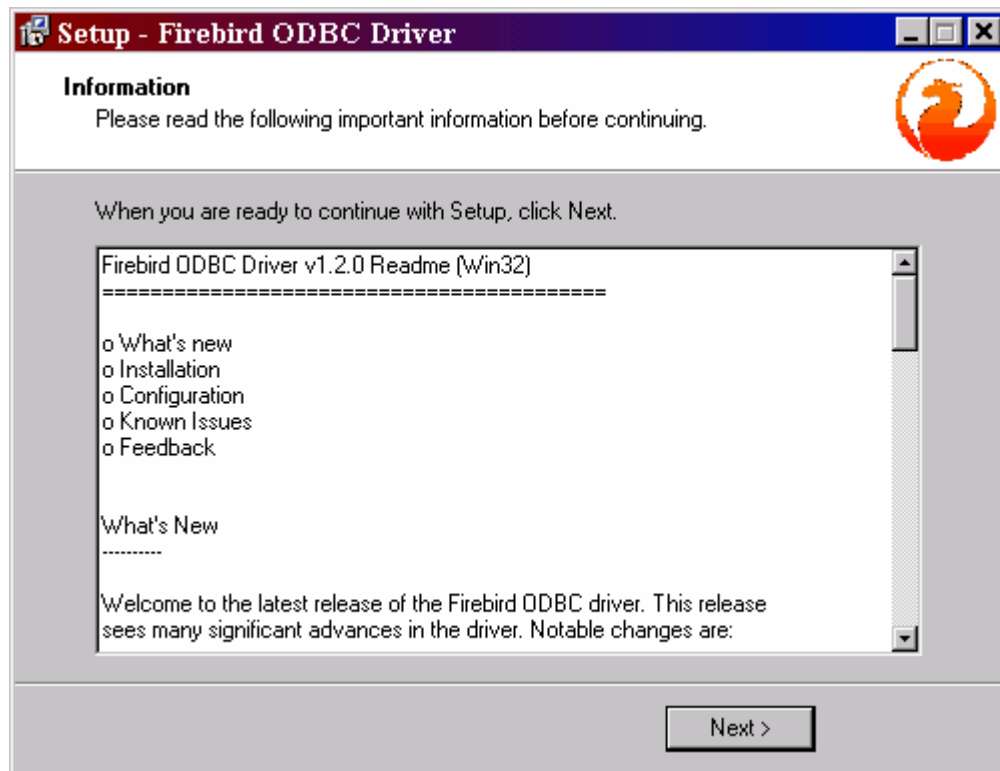 Setup - Firebird ODBC Driver
Information
Please read the following important information before continuing.
When you are ready to continue with Setup, click Next.
Firebird ODBC Driver v1.2.0 Readme (Win32)
==========================================
o What's new
o Installation
o Configuration
o Known Issues
o Feedback
What's New
----------
Welcome to the latest release of the Firebird ODBC driver. This release
sees many significant advances in the driver. Notable changes are:
Next >